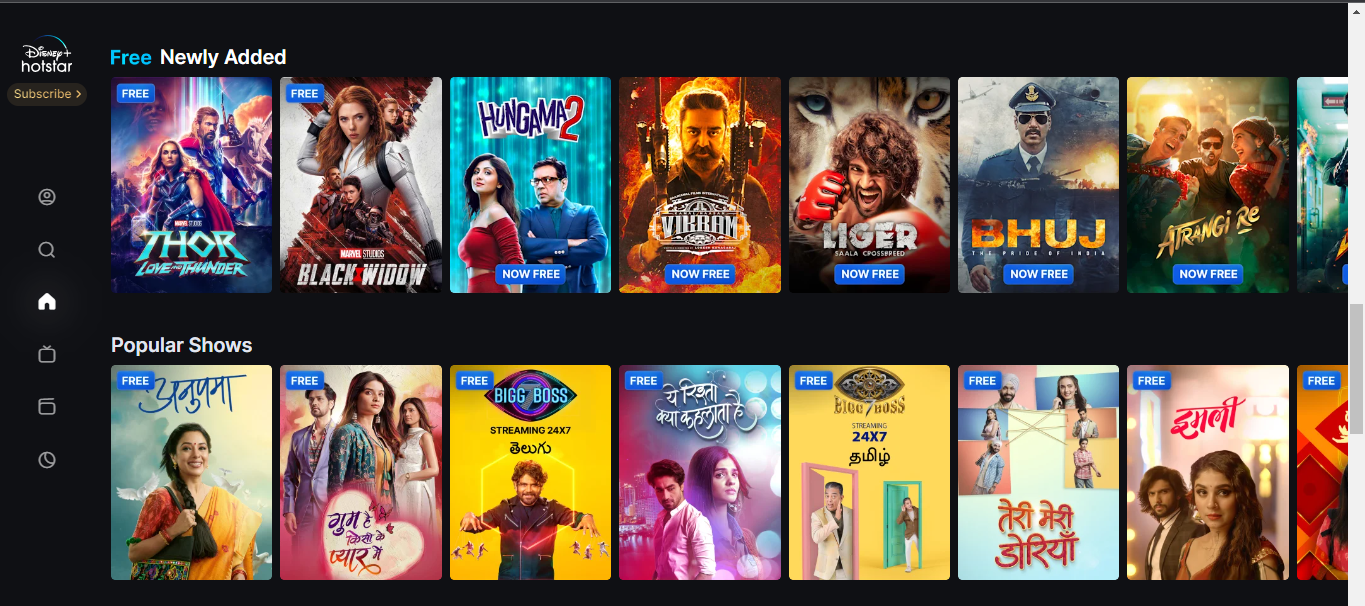 Disney+
hotstar
Subscribe >
Free Newly Added
FREE
MARVEL STUDIOS
THOR
LOVE AND THUNDER
FREE
MARVEL STUDIOS
BLACK WIDOW
HUNGAMA 2
NOW FREE
VIKRAM
NOW FREE
LIGER
SAALA CROSSBREED
NOW FREE
BHUJ
THE PRIDE OF INDIA
NOW FREE
ATRANGI RE
NOW FREE
Popular Shows
FREE
अनुपमा
FREE
गुम है
किसी के
प्यार में
FREE
BIGG BOSS
7
STREAMING 24X7
తెలుగు
FREE
ये रिश्ता
क्या कहलाता है
FREE
BIGG BOSS
7
STREAMING
24X7
தமிழ்
FREE
तेरी मेरी
डोरियाँ
FREE
इमली
FREE